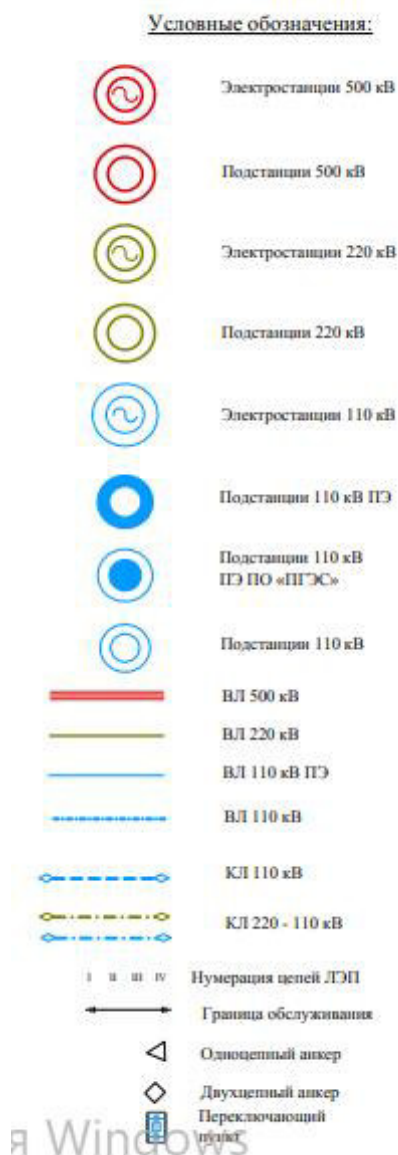 Условные обозначения:
Электростанции 500 кВ
Подстанции 500 кВ
Электростанции 220 кВ
Подстанции 220 кВ
Электростанции 110 кВ
Подстанции 110 кВ ПЭ
Подстанции 110 кВ
ПЭ ПО «ПГЭС»
Подстанции 110 кВ
ВЛ 500 кВ
ВЛ 220 кВ
ВЛ 110 кВ ПЭ
ВЛ 110 кВ
КЛ 110 кВ
КЛ 220 - 110 кВ
I II III IV Нумерация цепей ЛЭП
Граница обслуживания
Одноцепный анкер
Двухцепный анкер
Переключающий
пункт
я Windows